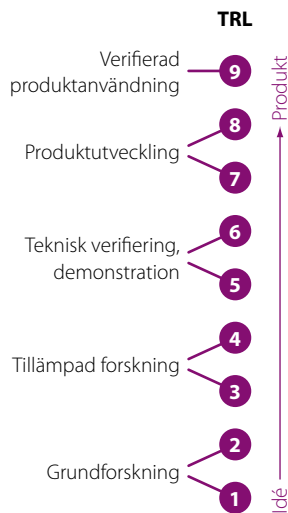 TRL
Verifierad
produktanvändning
9
Produkt
8
Produktutveckling
7
6
Teknisk verifiering,
demonstration
5
4
Tillämpad forskning
3
2
Grundforskning
1
Idé